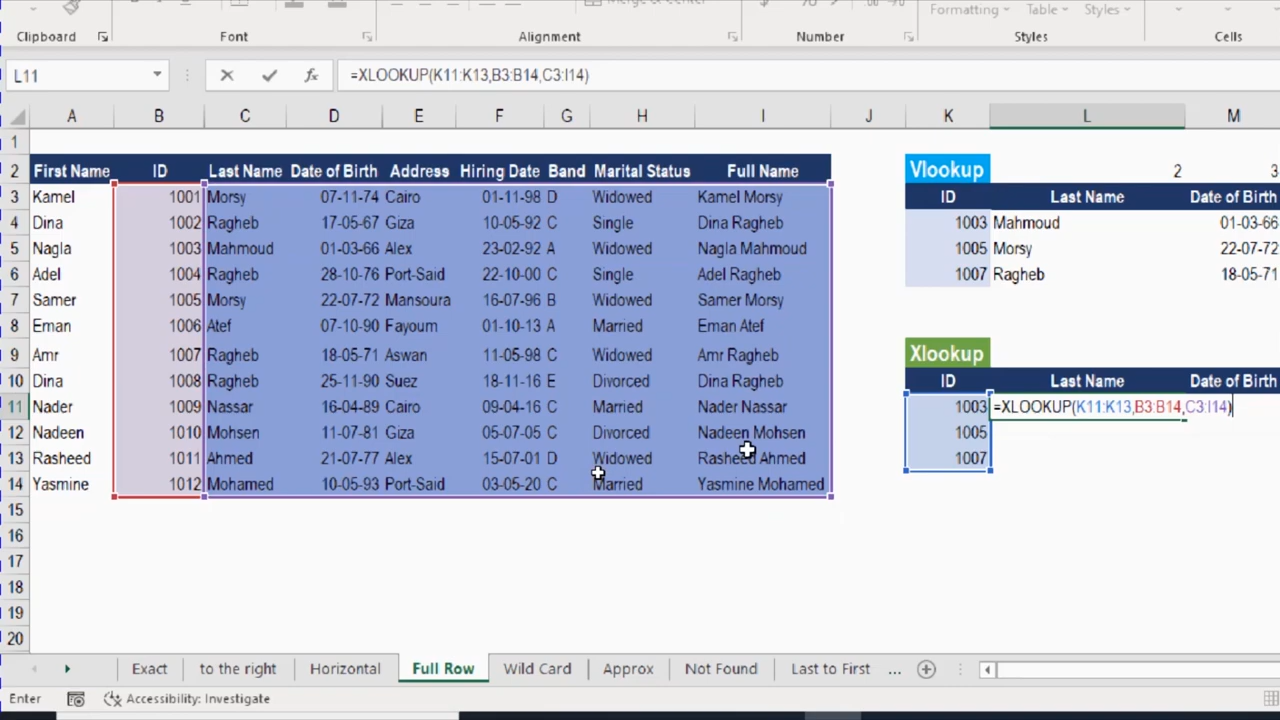 Clipboard Font Alignment Number Formatting Table Styles Styles Cells
L11 =XLOOKUP(K11:K13,B3:B14,C3:I14)
A B C D E F G H I J K L M
1
2 First Name ID Last Name Date of Birth Address Hiring Date Band Marital Status Full Name Vlookup 2 3
3 Kamel 1001 Morsy 07-11-74 Cairo 01-11-98 D Widowed Kamel Morsy ID Last Name Date of Birth
4 Dina 1002 Ragheb 17-05-67 Giza 10-05-92 C Single Dina Ragheb 1003 Mahmoud 01-03-66
5 Nagla 1003 Mahmoud 01-03-66 Alex 23-02-92 A Widowed Nagla Mahmoud 1005 Morsy 22-07-72
6 Adel 1004 Ragheb 28-10-76 Port-Said 22-10-00 C Single Adel Ragheb 1007 Ragheb 18-05-71
7 Samer 1005 Morsy 22-07-72 Mansoura 16-07-96 B Widowed Samer Morsy
8 Eman 1006 Atef 07-10-90 Fayoum 01-10-13 A Married Eman Atef
9 Amr 1007 Ragheb 18-05-71 Aswan 11-05-98 C Widowed Amr Ragheb Xlookup
10 Dina 1008 Ragheb 25-11-90 Suez 18-11-16 E Divorced Dina Ragheb ID Last Name Date of Birth
11 Nader 1009 Nassar 16-04-89 Cairo 09-04-16 C Married Nader Nassar 1003 =XLOOKUP(K11:K13,B3:B14,C3:I14)
12 Nadeen 1010 Mohsen 11-07-81 Giza 05-07-05 C Divorced Nadeen Mohsen 1005
13 Rasheed 1011 Ahmed 21-07-77 Alex 15-07-01 D Widowed Rasheed Ahmed 1007
14 Yasmine 1012 Mohamed 10-05-93 Port-Said 03-05-20 C Married Yasmine Mohamed
15
16
17
18
19
20
Exact to the right Horizontal Full Row Wild Card Approx Not Found Last to First ...
Enter Accessibility: Investigate